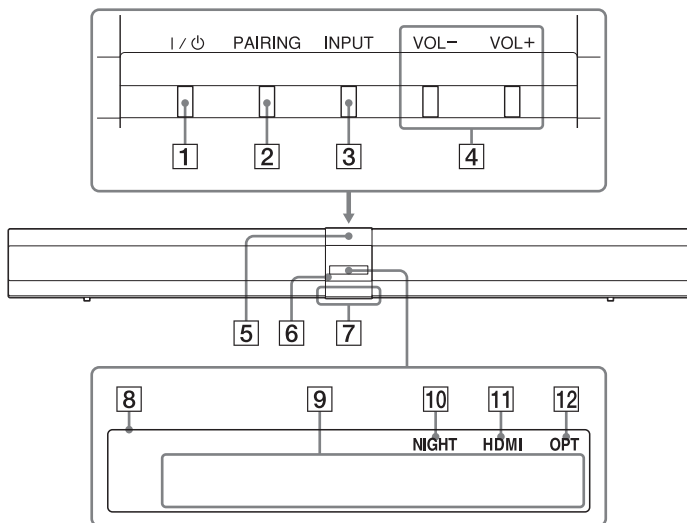 I / ⏻ PAIRING INPUT VOL− VOL+
1 2 3 4
5 6 7
8 9 10 11 12
NIGHT HDMI OPT